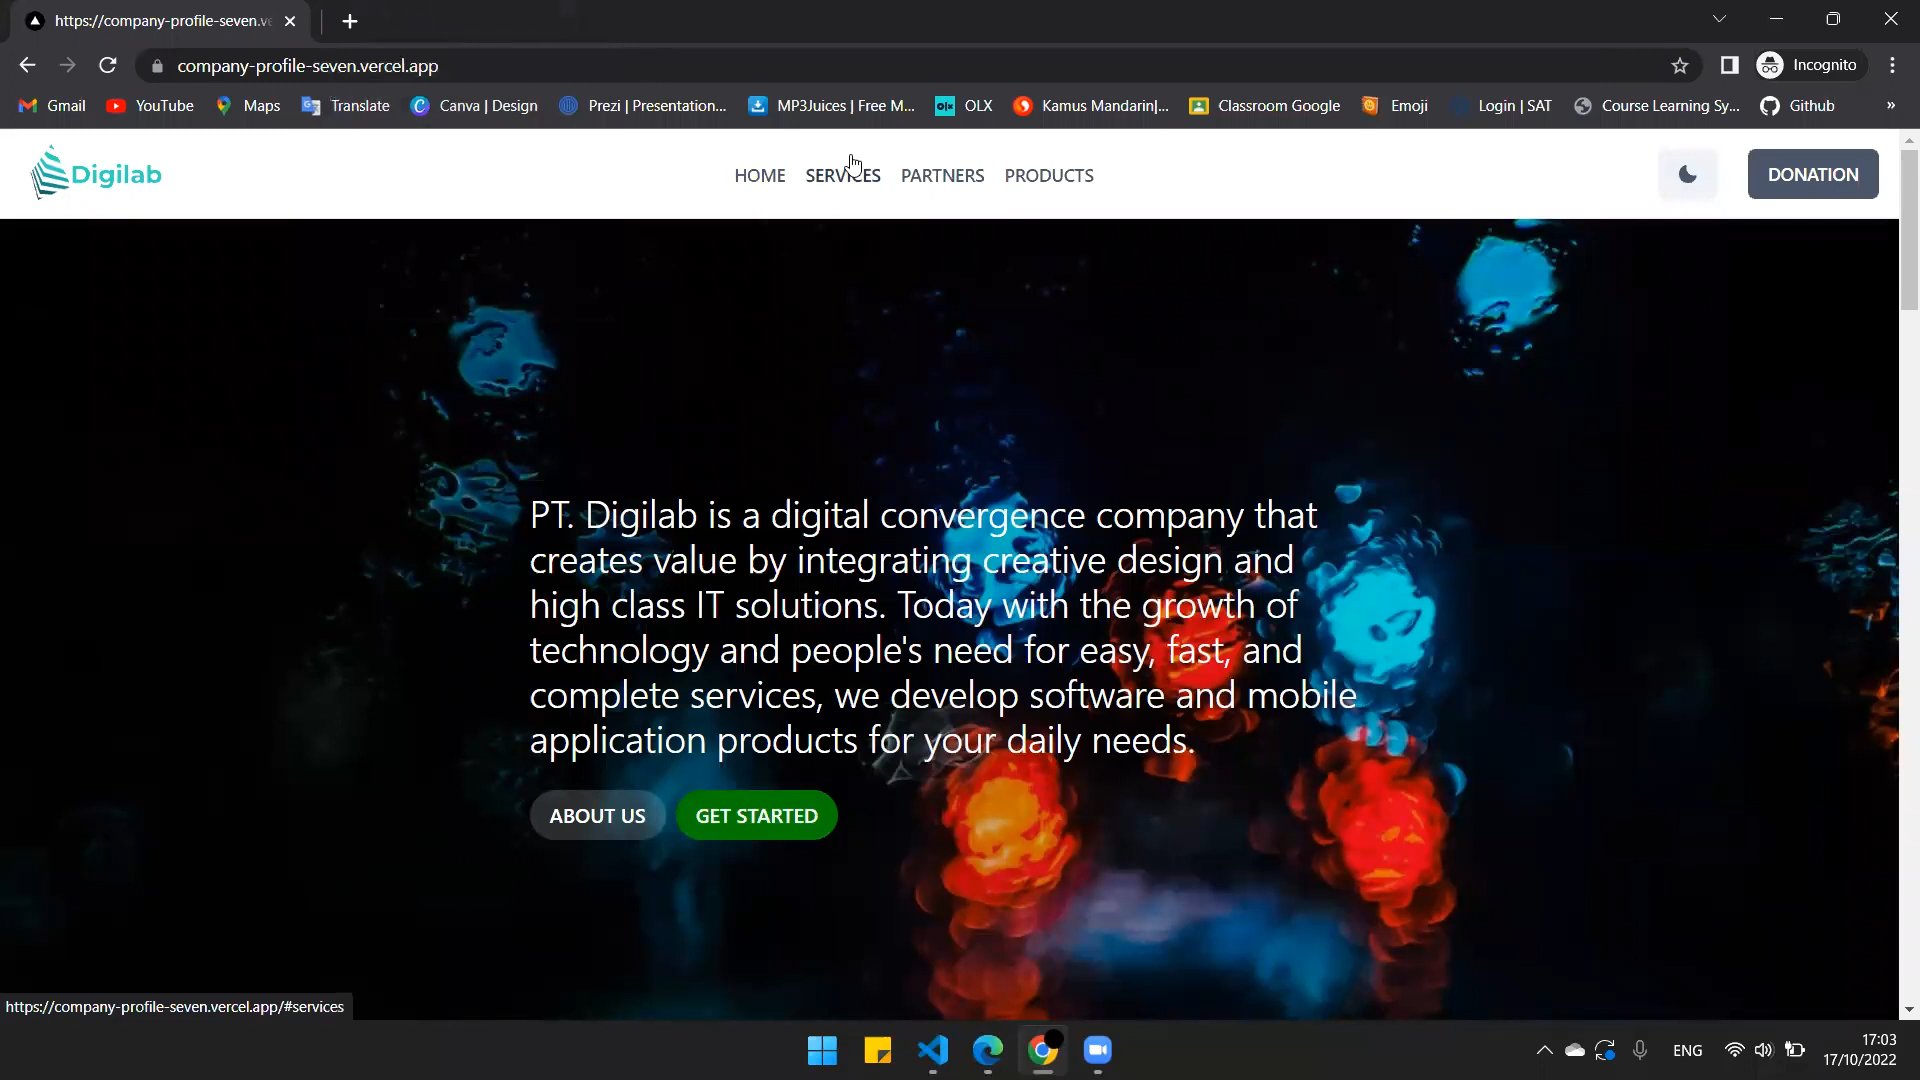 https://company-profile-seven.ve
company-profile-seven.vercel.app
Incognito
Gmail
YouTube
Maps
Translate
Canva | Design
Prezi | Presentation...
MP3Juices | Free M...
OLX
Kamus Mandarin|...
Classroom Google
Emoji
Login | SAT
Course Learning Sy...
Github
»
Digilab
HOME
SERVICES
PARTNERS
PRODUCTS
DONATION
PT. Digilab is a digital convergence company that
creates value by integrating creative design and
high class IT solutions. Today with the growth of
technology and people's need for easy, fast, and
complete services, we develop software and mobile
application products for your daily needs.
ABOUT US
GET STARTED
https://company-profile-seven.vercel.app/#services
ENG
17:03
17/10/2022